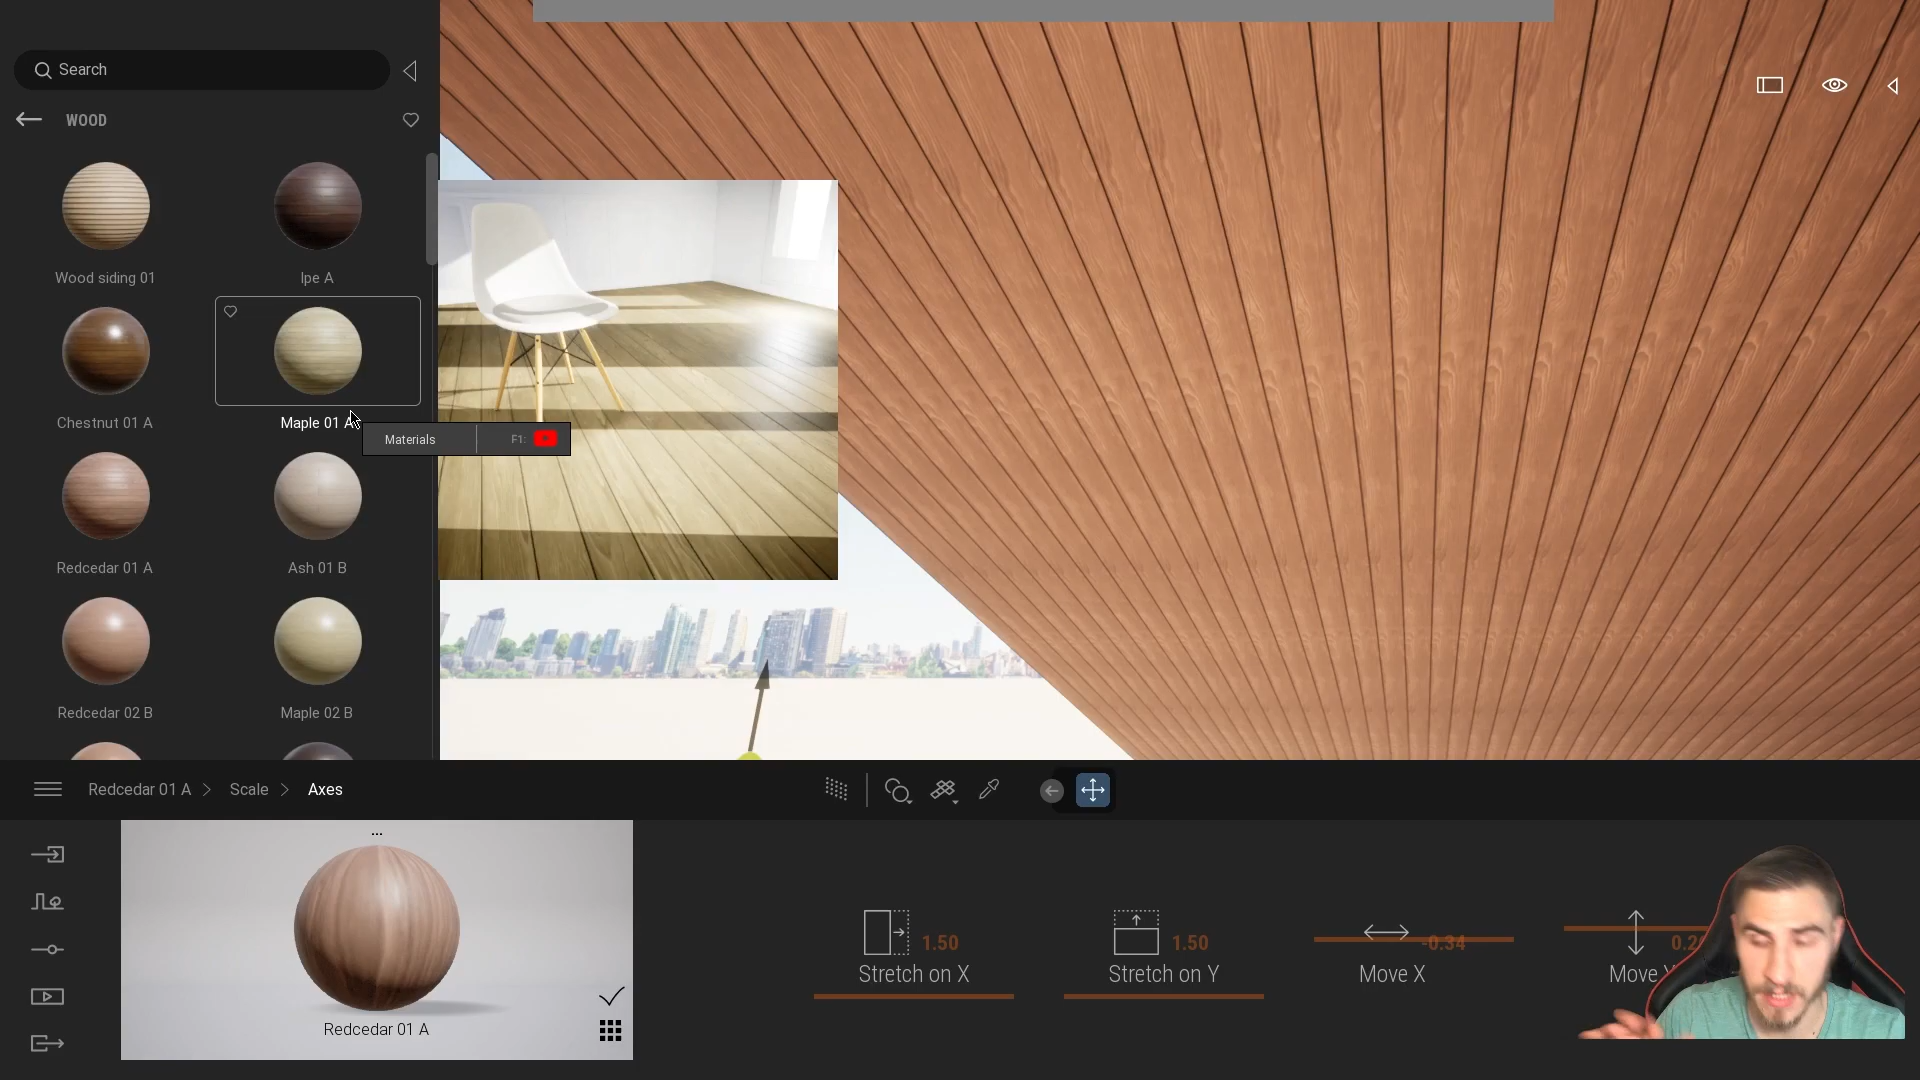 Search
WOOD
Wood siding 01
Ipe A
Chestnut 01 A
Maple 01 A
Materials
F1:
Redcedar 01 A
Ash 01 B
Redcedar 02 B
Maple 02 B
Redcedar 01 A
Scale
Axes
...
Redcedar 01 A
1.50
Stretch on X
1.50
Stretch on Y
-0.34
Move X
Move